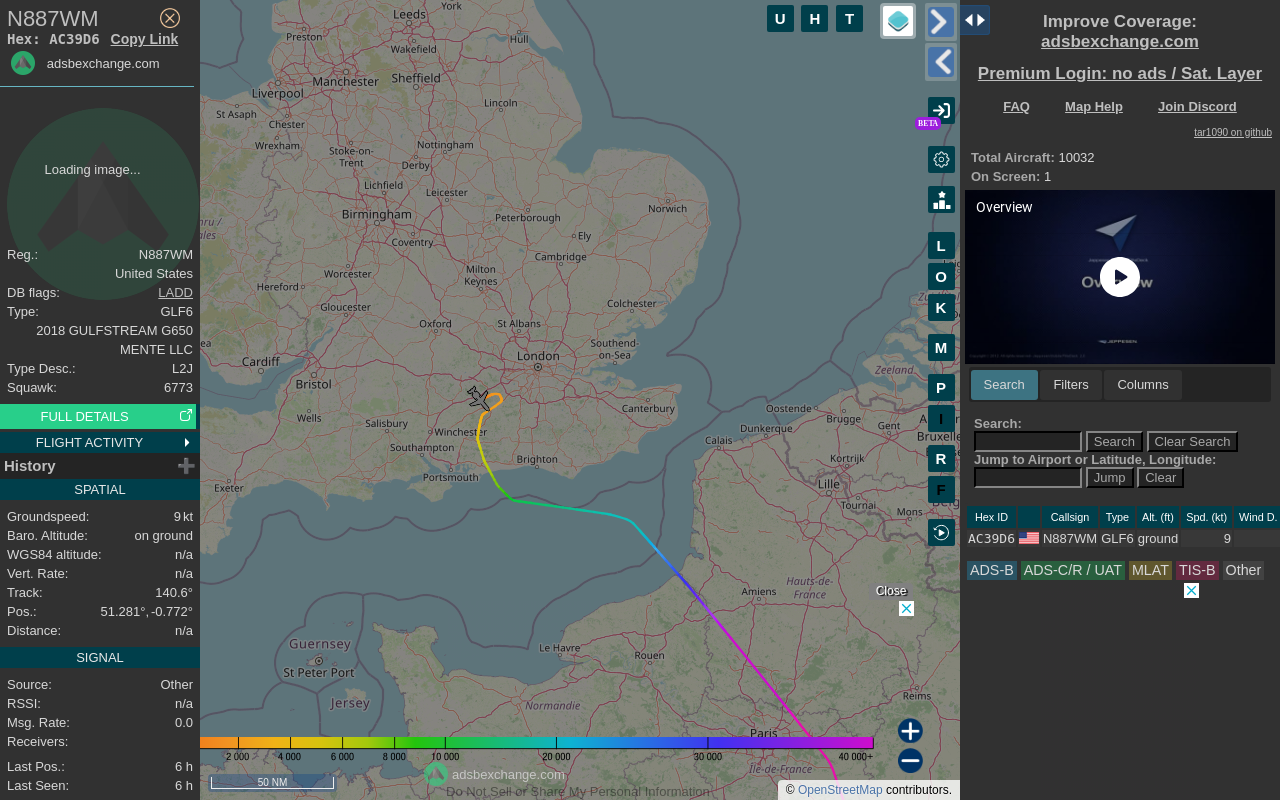 N887WM
Hex: AC39D6 Copy Link
adsbexchange.com
Loading image...
Reg.: N887WM
United States
DB flags: LADD
Type: GLF6
2018 GULFSTREAM G650
MENTE LLC
Type Desc.: L2J
Squawk: 6773
FULL DETAILS
FLIGHT ACTIVITY
History
SPATIAL
Groundspeed: 9 kt
Baro. Altitude: on ground
WGS84 altitude: n/a
Vert. Rate: n/a
Track: 140.6°
Pos.: 51.281°, -0.772°
Distance: n/a
SIGNAL
Source: Other
RSSI: n/a
Msg. Rate: 0.0
Receivers:
Last Pos.: 6 h
Last Seen: 6 h
York
Leeds
Preston
Wakefield
Hull
Manchester
Sheffield
Liverpool
Lincoln
St Asaph
Chester
Wrexham
Stoke-on-
Trent
Nottingham
Derby
Lichfield
Leicester
Norwich
Birmingham
Peterborough
Coventry
Ely
Cambridge
Worcester
Milton
Keynes
Hereford
Gloucester
Colchester
Oxford
St Albans
Southend-
on-Sea
London
Cardiff
Bristol
Zeeland
Canterbury
Oostende
Wells
Salisbury
Winchester
Dunkerque
Brugge
Gent
Calais
Southampton
Brighton
Kortrijk
Exeter
Portsmouth
Lille
Tournai
Mons
Amiens
Hauts-de-
France
Guernsey
St Peter Port
Le Havre
Rouen
Reims
Jersey
Normandie
Paris
Île-de-France
U H T
BETA
L
O
K
M
P
I
R
F
Close
2 000 4 000 6 000 8 000 10 000 20 000 30 000 40 000+
50 NM
adsbexchange.com
Do Not Sell or Share My Personal Information
© OpenStreetMap contributors.
Improve Coverage:
adsbexchange.com
Premium Login: no ads / Sat. Layer
FAQ Map Help Join Discord
tar1090 on github
Total Aircraft: 10032
On Screen: 1
Overview
JEPPESEN
Search Filters Columns
Search:
Search Clear Search
Jump to Airport or Latitude, Longitude:
Jump Clear
Hex ID Callsign Type Alt. (ft) Spd. (kt) Wind D.
AC39D6 N887WM GLF6 ground 9
ADS-B ADS-C/R / UAT MLAT TIS-B Other